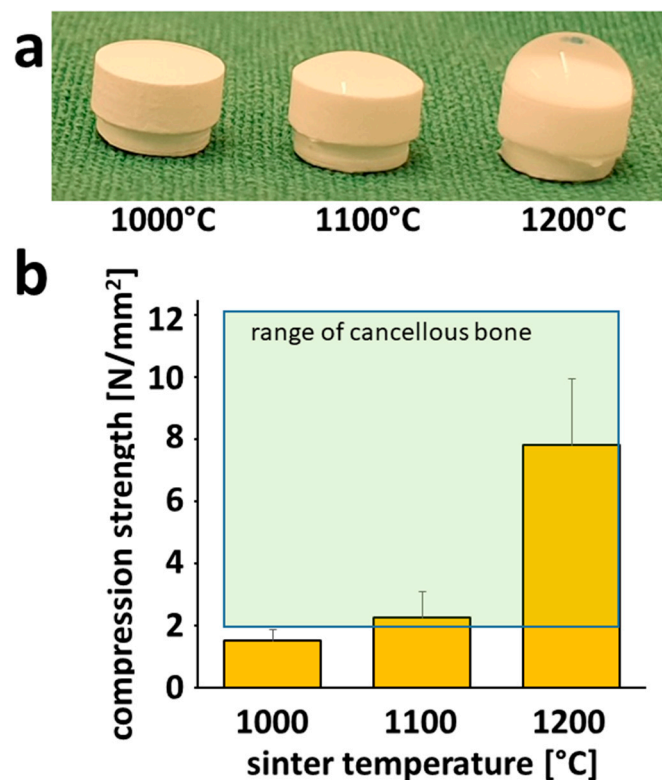 a
1000°C 1100°C 1200°C
b
compression strength [N/mm²]
12
10
8
6
4
2
0
range of cancellous bone
1000 1100 1200
sinter temperature [°C]